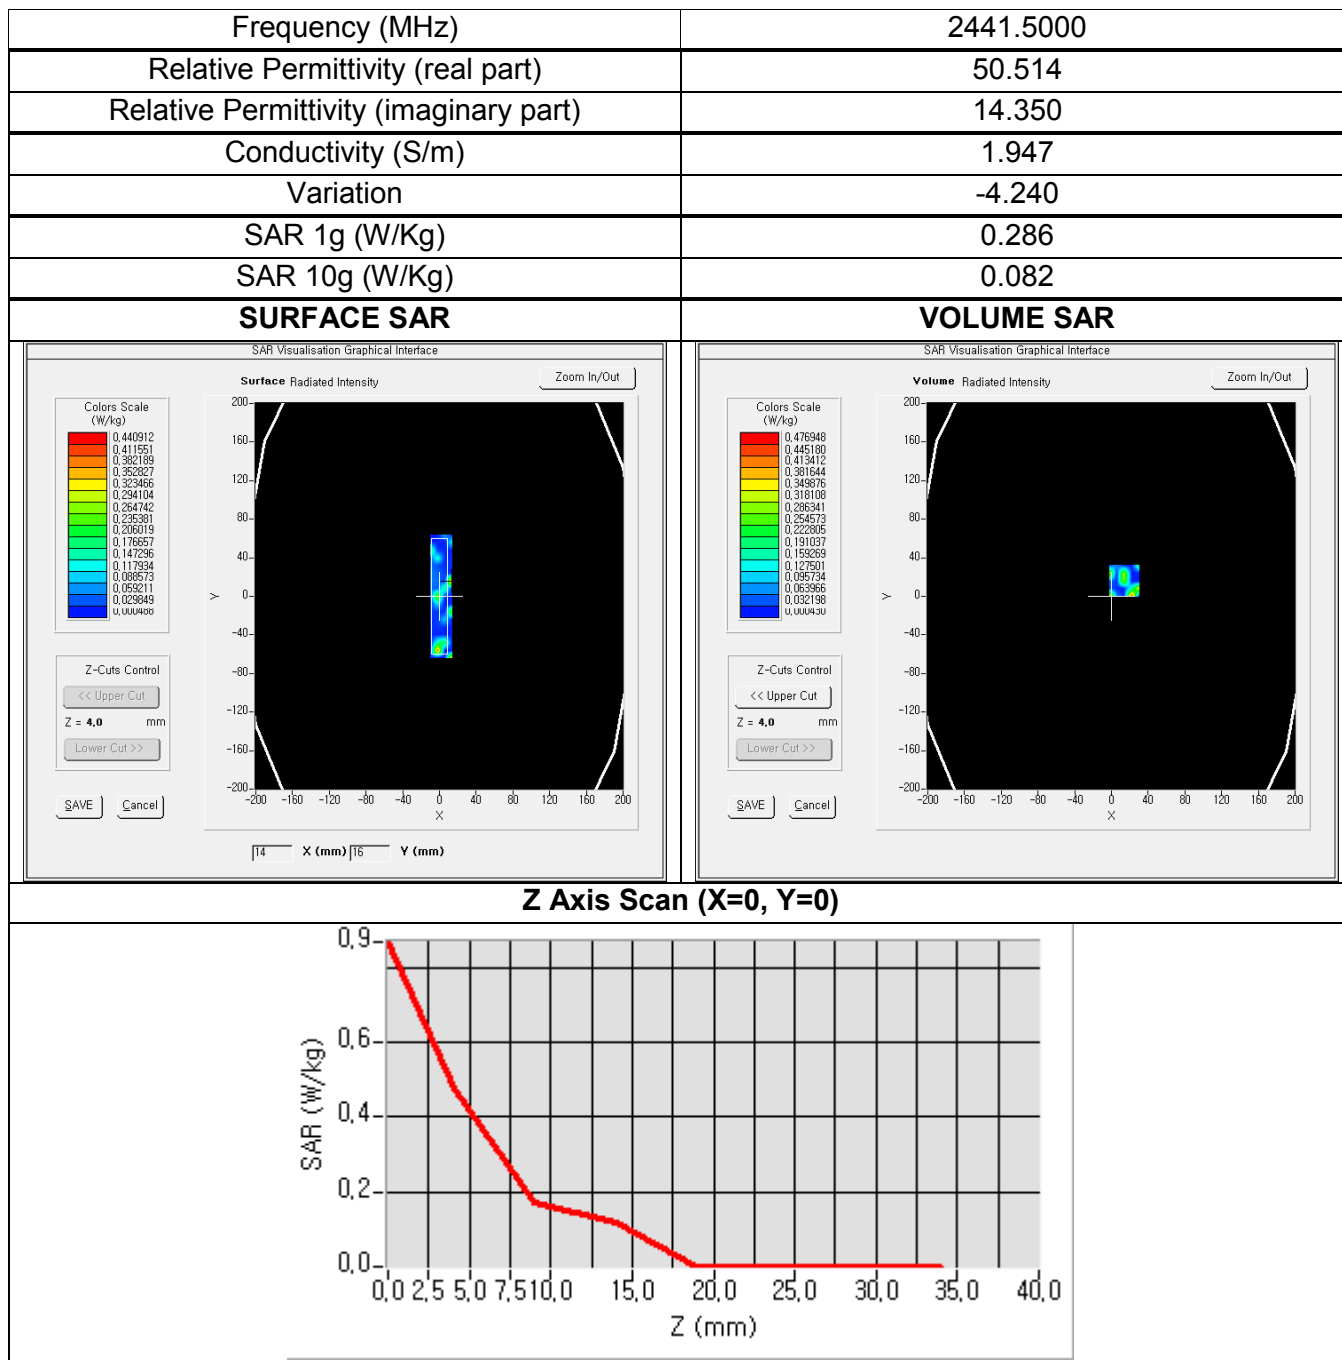 Frequency (MHz) 2441.5000
Relative Permittivity (real part) 50.514
Relative Permittivity (imaginary part) 14.350
Conductivity (S/m) 1.947
Variation -4.240
SAR 1g (W/Kg) 0.286
SAR 10g (W/Kg) 0.082
SURFACE SAR VOLUME SAR
SAR Visualisation Graphical Interface
Surface Radiated Intensity
Zoom In/Out
Colors Scale
(W/kg)
0,440912
0,411551
0,382189
0,352827
0,323466
0,294104
0,264742
0,235381
0,206019
0,176657
0,147296
0,117934
0,088573
0,059211
0,029849
0,000488
200
160
120
80
40
0
-40
-80
-120
-160
-200
Y
-200 -160 -120 -80 -40 0 40 80 120 160 200
X
Z-Cuts Control
<< Upper Cut
Z = 4,0 mm
Lower Cut >>
SAVE Cancel
14 X (mm) 16 Y (mm)
SAR Visualisation Graphical Interface
Volume Radiated Intensity
Zoom In/Out
Colors Scale
(W/kg)
0,476948
0,445180
0,413412
0,381644
0,349876
0,318108
0,286341
0,254573
0,222805
0,191037
0,159269
0,127501
0,095734
0,063966
0,032198
0,000430
200
160
120
80
40
0
-40
-80
-120
-160
-200
Y
-200 -160 -120 -80 -40 0 40 80 120 160 200
X
Z-Cuts Control
<< Upper Cut
Z = 4,0 mm
Lower Cut >>
SAVE Cancel
Z Axis Scan (X=0, Y=0)
0,9
0,6
0,4
0,2
0,0
SAR (W/kg)
0,0 2,5 5,0 7,5 10,0 15,0 20,0 25,0 30,0 35,0 40,0
Z (mm)